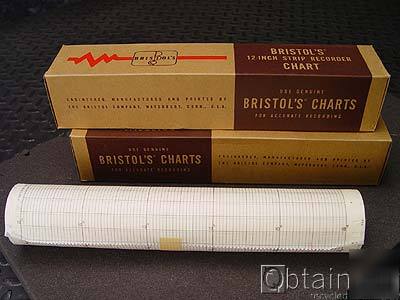 BRISTOL'S
BRISTOL'S
12 INCH STRIP RECORDER
CHART
ENGINEERED, MANUFACTURED AND PRINTED BY
THE BRISTOL COMPANY, WATERBURY, CONN., U.S.A.
USE GENUINE
BRISTOL'S CHARTS
FOR ACCURATE RECORDING
BRISTOL'S CHARTS
FOR ACCURATE RECORDING
ENGINEERED, MANUFACTURED AND PRINTED BY
THE BRISTOL COMPANY, WATERBURY, CONN., U.S.A.
Obtain
recycled